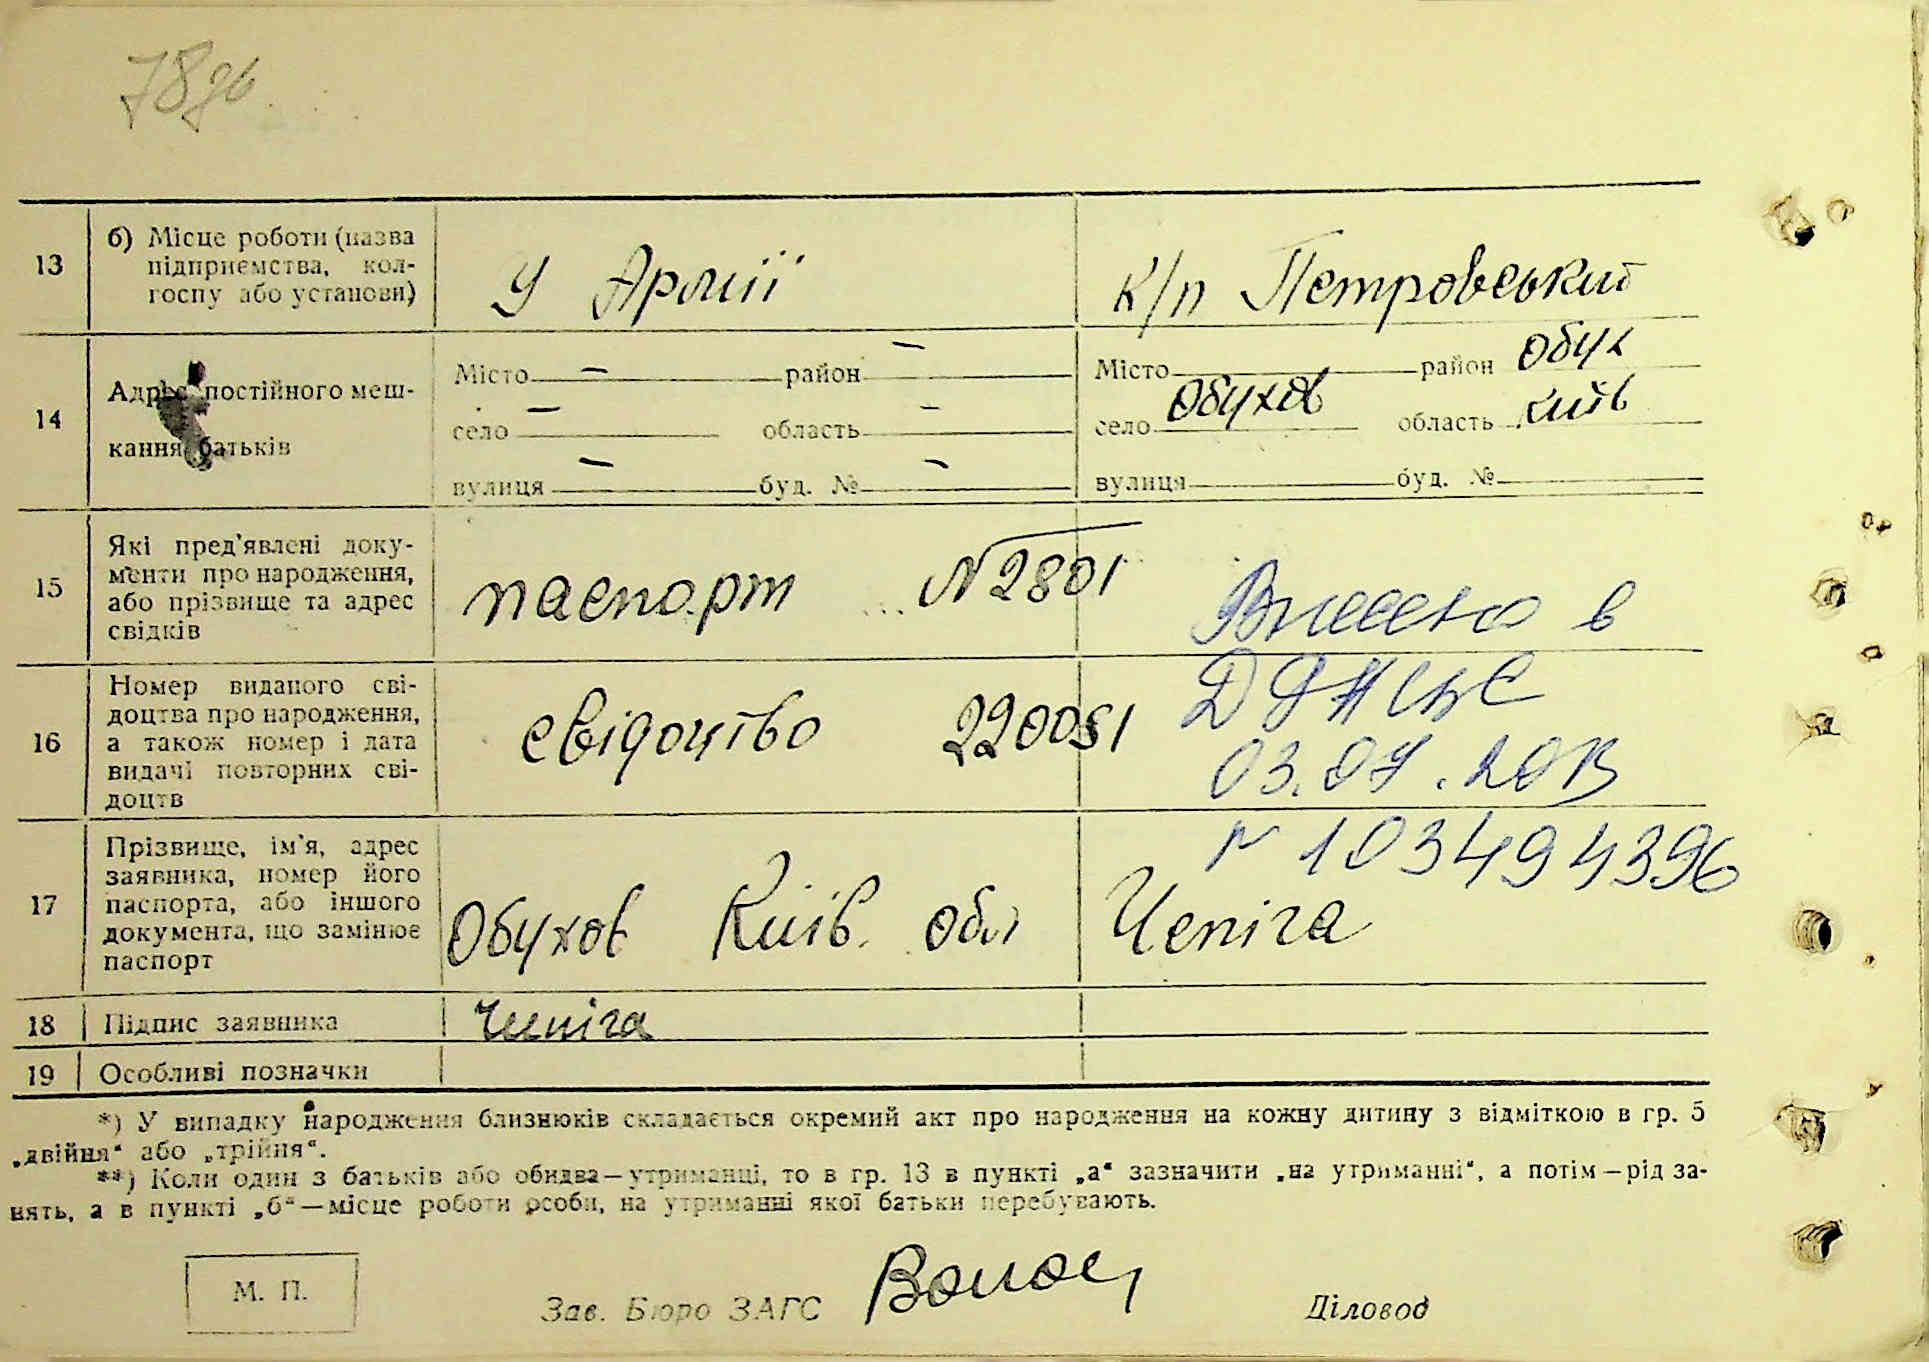 78зв
13
б) Місце роботи (назва
підприємства, кол-
госпу або установи)
У Армії
к/п Петровський
14
Адрес постійного меш-
кання батьків
Місто — район —
село — область —
вулиця — буд. № —
Місто район Обух
село Обухов область Київ
вулиця буд. №
15
Які пред'явлені доку-
менти про народження,
або прізвище та адрес
свідків
паспорт N 2801
Внесено в
ДРАЦС
03.04.2013
N 103494396
16
Номер виданого сві-
доцтва про народження,
а також номер і дата
видачі повторних сві-
доцтв
свідоцтво 220051
17
Прізвище, ім'я, адрес
заявника, номер його
паспорта, або іншого
документа, що замінює
паспорт
Обухов Київ. обл Чепіга
18
Підпис заявника
Чепіга
19
Особливі позначки
*) У випадку народження близнюків складається окремий акт про народження на кожну дитину з відміткою в гр. 5
„двійня“ або „трійня“.
**) Коли один з батьків або обидва—утриманці, то в гр. 13 в пункті „а“ зазначити „на утриманні“, а потім—рід за-
нять, а в пункті „б“—місце роботи особи, на утриманні якої батьки перебувають.
М. П.
Зав. Бюро ЗАГС
Діловод